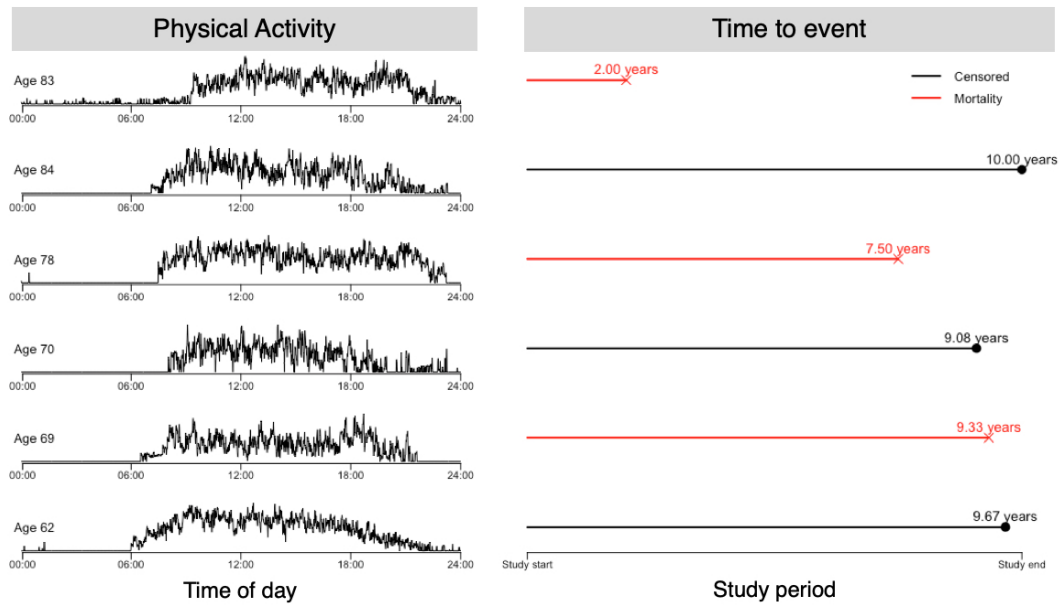 Physical Activity
Time to event
Age 83
00:00 06:00 12:00 18:00 24:00
2.00 years
Censored
Mortality
Age 84
00:00 06:00 12:00 18:00 24:00
10.00 years
Age 78
00:00 06:00 12:00 18:00 24:00
7.50 years
Age 70
00:00 06:00 12:00 18:00 24:00
9.08 years
Age 69
00:00 06:00 12:00 18:00 24:00
9.33 years
Age 62
00:00 06:00 12:00 18:00 24:00
9.67 years
Study start Study end
Time of day
Study period